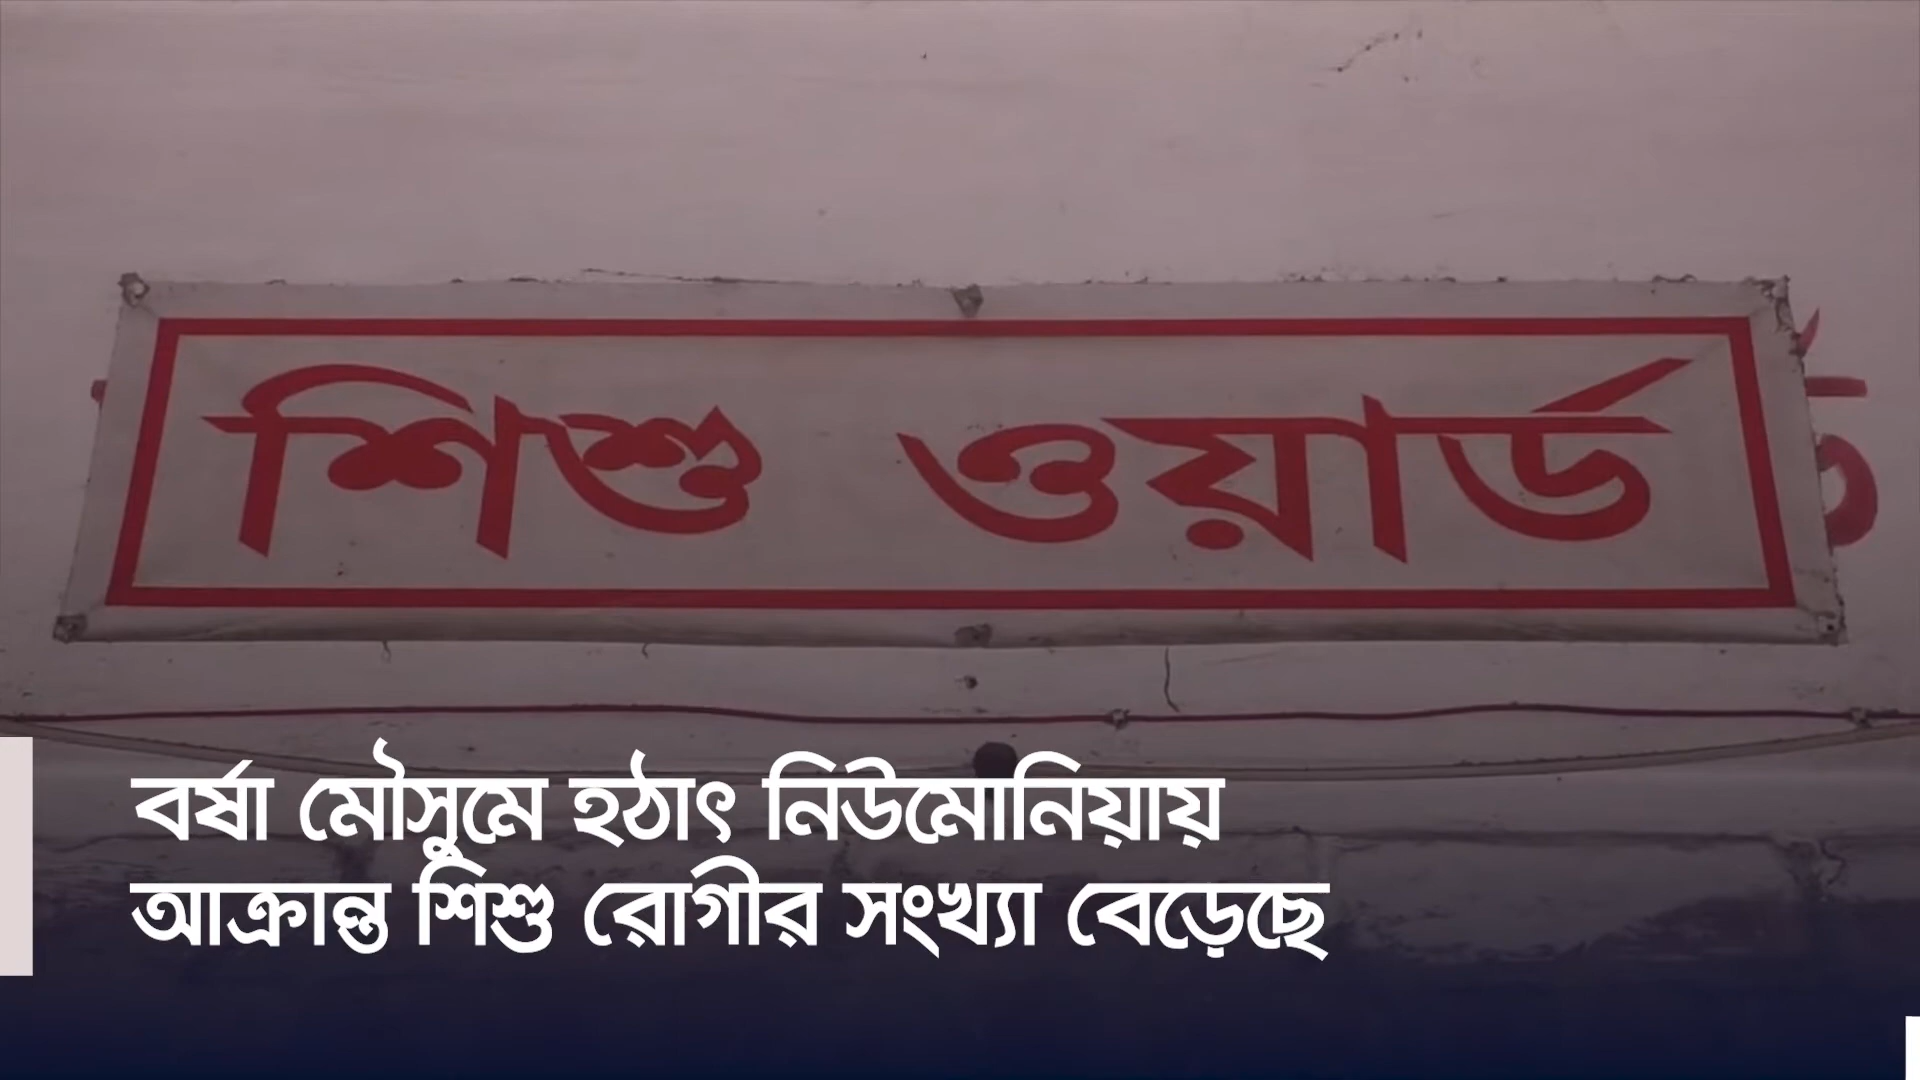 শিশু ওয়ার্ড
বর্ষা মৌসুমে হঠাৎ নিউমোনিয়ায়
আক্রান্ত শিশু রোগীর সংখ্যা বেড়েছে